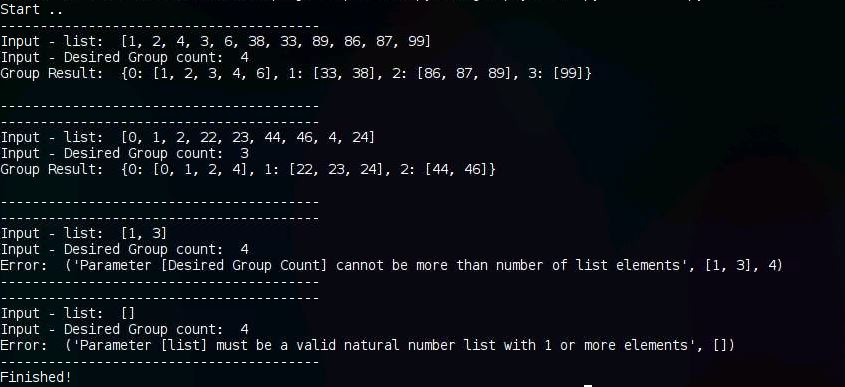 Start ..
----------------------------------------
Input - list:  [1, 2, 4, 3, 6, 38, 33, 89, 86, 87, 99]
Input - Desired Group count:  4
Group Result:  {0: [1, 2, 3, 4, 6], 1: [33, 38], 2: [86, 87, 89], 3: [99]}
----------------------------------------
----------------------------------------
Input - list:  [0, 1, 2, 22, 23, 44, 46, 4, 24]
Input - Desired Group count:  3
Group Result:  {0: [0, 1, 2, 4], 1: [22, 23, 24], 2: [44, 46]}
----------------------------------------
----------------------------------------
Input - list:  [1, 3]
Input - Desired Group count:  4
Error:  ('Parameter [Desired Group Count] cannot be more than number of list elements', [1, 3], 4)
----------------------------------------
----------------------------------------
Input - list:  []
Input - Desired Group count:  4
Error:  ('Parameter [list] must be a valid natural number list with 1 or more elements', [])
----------------------------------------
Finished!